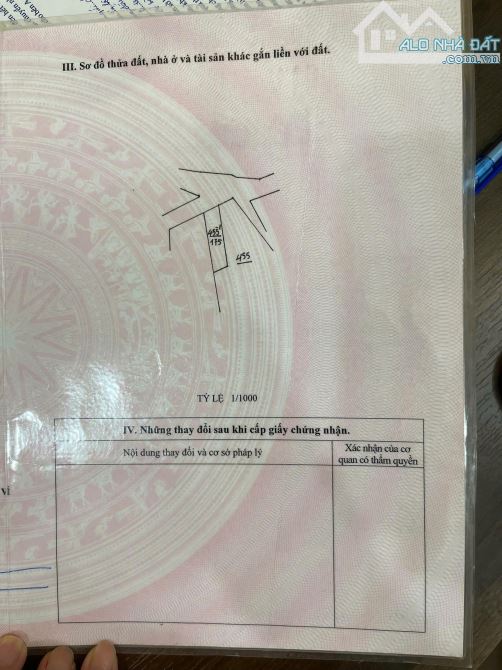 ALO NHÀ ĐẤT
.com.vn
III. Sơ đồ thửa đất, nhà ở và tài sản khác gắn liền với đất.
175
455
TỶ LỆ 1/1000
IV. Những thay đổi sau khi cấp giấy chứng nhận.
Nội dung thay đổi và cơ sở pháp lý
Xác nhận của cơ
quan có thẩm quyền
vi